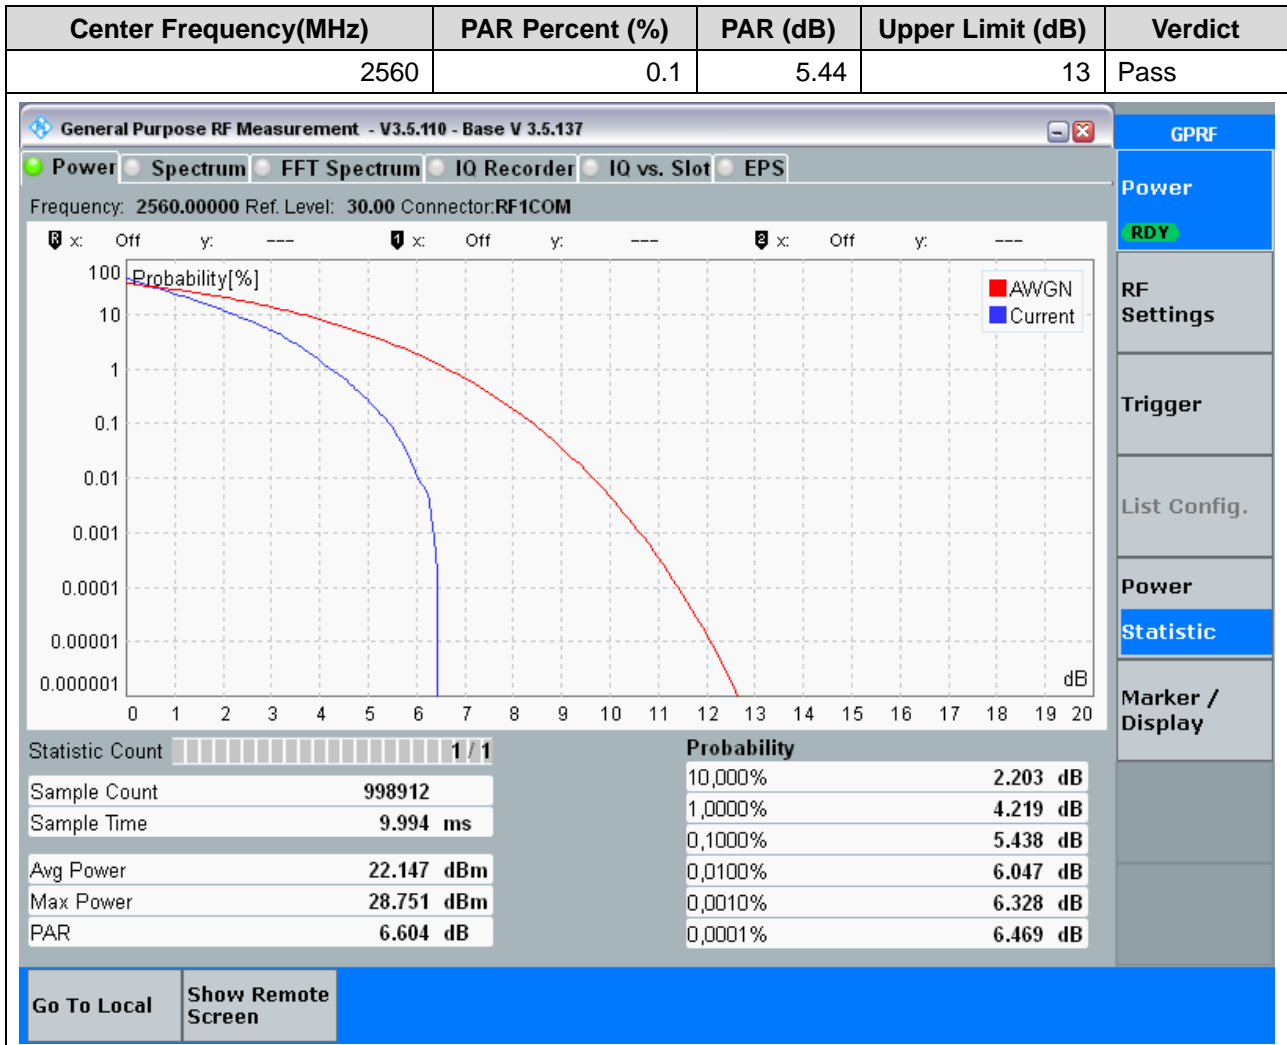 Center Frequency(MHz) PAR Percent (%) PAR (dB) Upper Limit (dB) Verdict
2560 0.1 5.44 13 Pass
General Purpose RF Measurement - V3.5.110 - Base V 3.5.137
GPRF
Power Spectrum FFT Spectrum IQ Recorder IQ vs. Slot EPS
Power
RDY
Frequency: 2560.00000 Ref. Level: 30.00 Connector:RF1COM
R x: Off y: --- 1 x: Off y: --- 2 x: Off y: ---
Probability[%]
AWGN
Current
100
10
1
0.1
0.01
0.001
0.0001
0.00001
0.000001
dB
0 1 2 3 4 5 6 7 8 9 10 11 12 13 14 15 16 17 18 19 20
RF
Settings
Trigger
List Config.
Power
Statistic
Marker /
Display
Statistic Count 1 / 1
Sample Count 998912
Sample Time 9.994 ms
Avg Power 22.147 dBm
Max Power 28.751 dBm
PAR 6.604 dB
Probability
10,000% 2.203 dB
1,0000% 4.219 dB
0,1000% 5.438 dB
0,0100% 6.047 dB
0,0010% 6.328 dB
0,0001% 6.469 dB
Go To Local
Show Remote
Screen